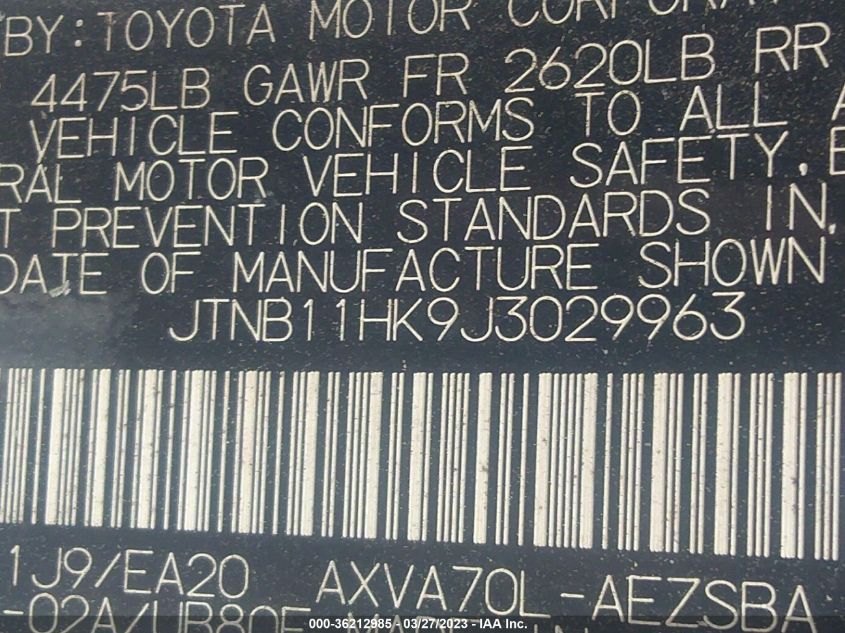 BY: TOYOTA MOTOR
4475LB GAWR FR 2620LB RR
VEHICLE CONFORMS TO ALL
RAL MOTOR VEHICLE SAFETY,
T PREVENTION STANDARDS IN
DATE OF MANUFACTURE SHOWN
JTNB11HK9J3029963
1J9/EA20 AXVA70L-AEZSBA
000-36212985 - 03/27/2023 - IAA Inc.